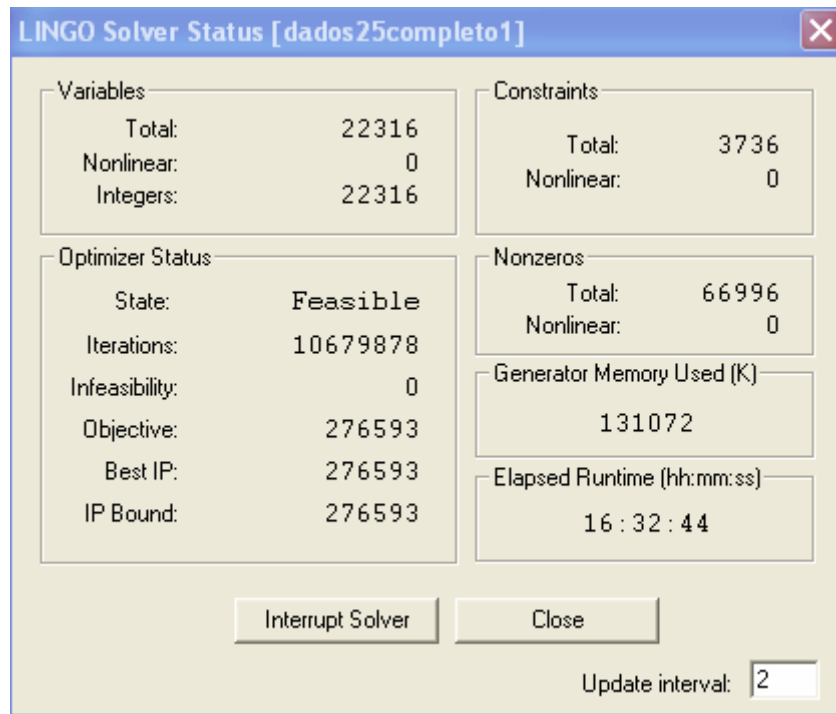 LINGO Solver Status [dados25completo1]
Variables
Total: 22316
Nonlinear: 0
Integers: 22316
Constraints
Total: 3736
Nonlinear: 0
Optimizer Status
State: Feasible
Iterations: 10679878
Infeasibility: 0
Objective: 276593
Best IP: 276593
IP Bound: 276593
Nonzeros
Total: 66996
Nonlinear: 0
Generator Memory Used (K)
131072
Elapsed Runtime (hh:mm:ss)
16:32:44
Interrupt Solver
Close
Update interval: 2